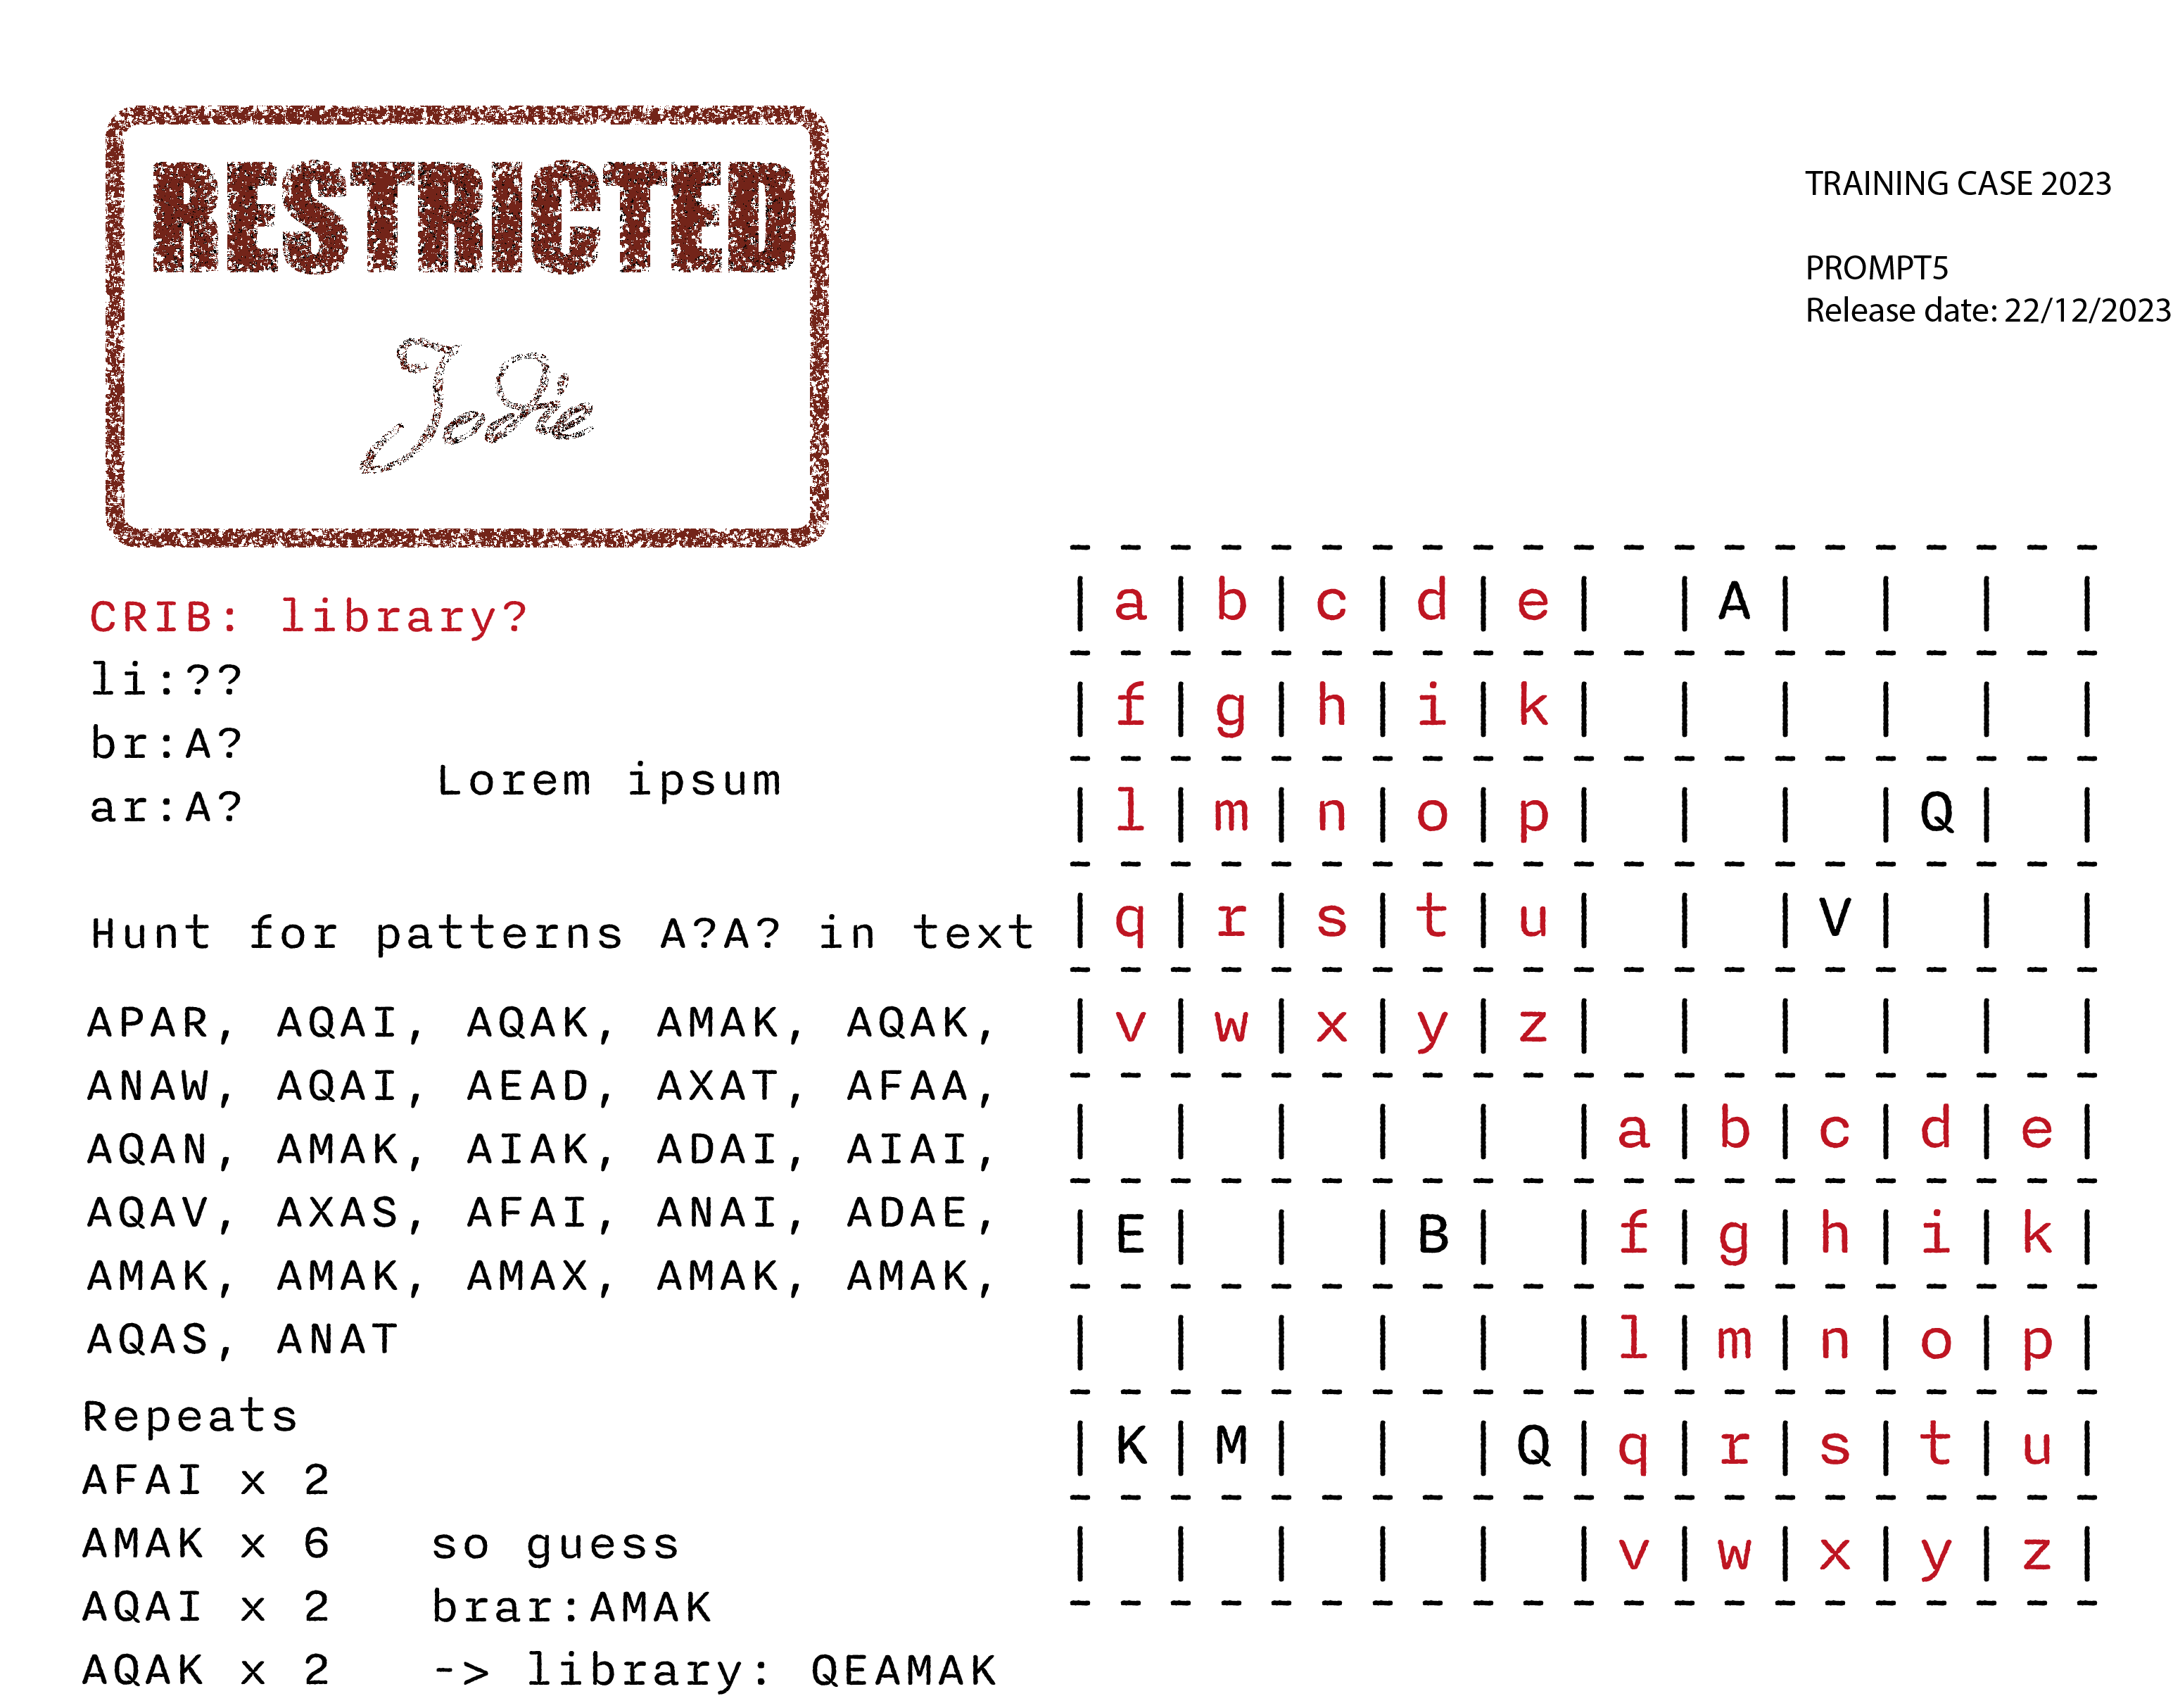 RESTRICTED
Jodie
TRAINING CASE 2023
PROMPT5
Release date: 22/12/2023
CRIB: library?
li:??
br:A?
ar:A?
Lorem ipsum
Hunt for patterns A?A? in text
APAR, AQAI, AQAK, AMAK, AQAK,
ANAW, AQAI, AEAD, AXAT, AFAA,
AQAN, AMAK, AIAK, ADAI, AIAI,
AQAV, AXAS, AFAI, ANAI, ADAE,
AMAK, AMAK, AMAX, AMAK, AMAK,
AQAS, ANAT
Repeats
AFAI x 2
AMAK x 6 so guess
AQAI x 2 brar:AMAK
AQAK x 2 -> library: QEAMAK
- - - - - - - - - - - - - - - - - - - - -
|a|b|c|d|e| |A| | | |
- - - - - - - - - - - - - - - - - - - - -
|f|g|h|i|k| | | | | |
- - - - - - - - - - - - - - - - - - - - -
|l|m|n|o|p| | | |Q| |
- - - - - - - - - - - - - - - - - - - - -
|q|r|s|t|u| | |V| | |
- - - - - - - - - - - - - - - - - - - - -
|v|w|x|y|z| | | | | |
- - - - - - - - - - - - - - - - - - - - -
| | | | | |a|b|c|d|e|
- - - - - - - - - - - - - - - - - - - - -
|E| | |B| |f|g|h|i|k|
- - - - - - - - - - - - - - - - - - - - -
| | | | | |l|m|n|o|p|
- - - - - - - - - - - - - - - - - - - - -
|K|M| | |Q|q|r|s|t|u|
- - - - - - - - - - - - - - - - - - - - -
| | | | | |v|w|x|y|z|
- - - - - - - - - - - - - - - - - - - - -